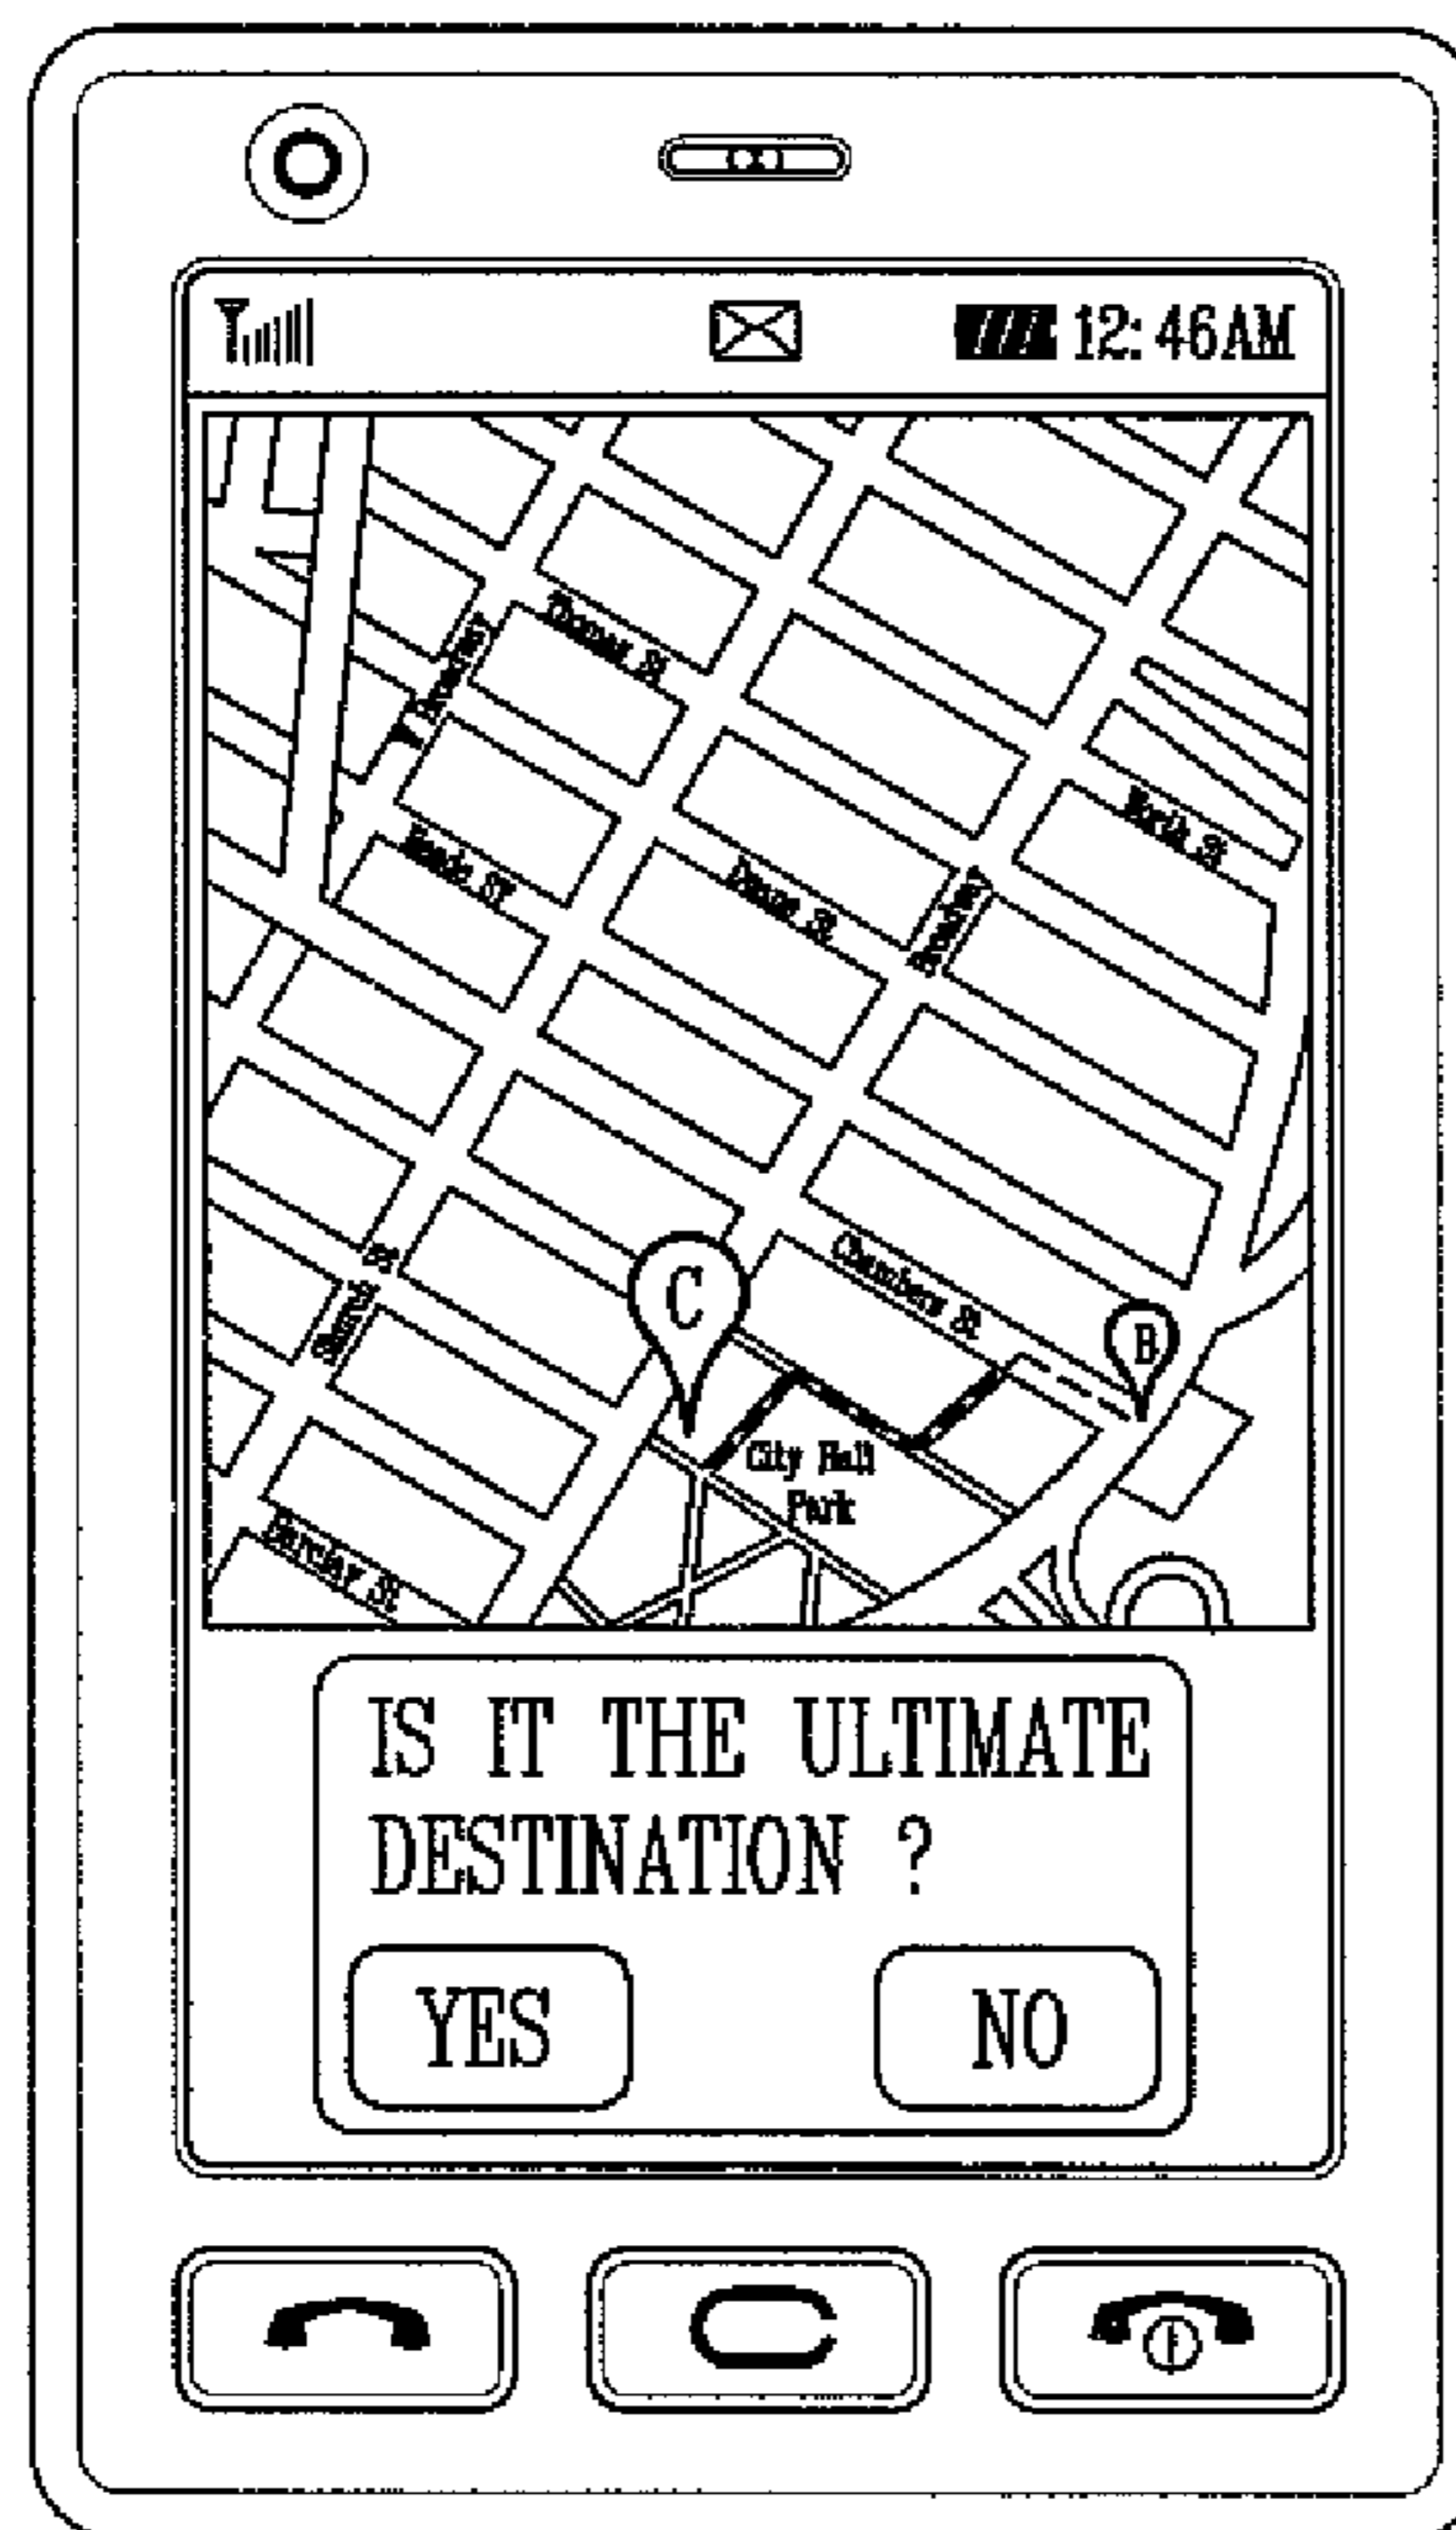 12:46AM
Thomas St
W Broadway
North St
Reade ST
Duane St
Broadway
Chambers St
C
B
City Hall
Park
Barclay St
IS IT THE ULTIMATE
DESTINATION ?
YES
NO